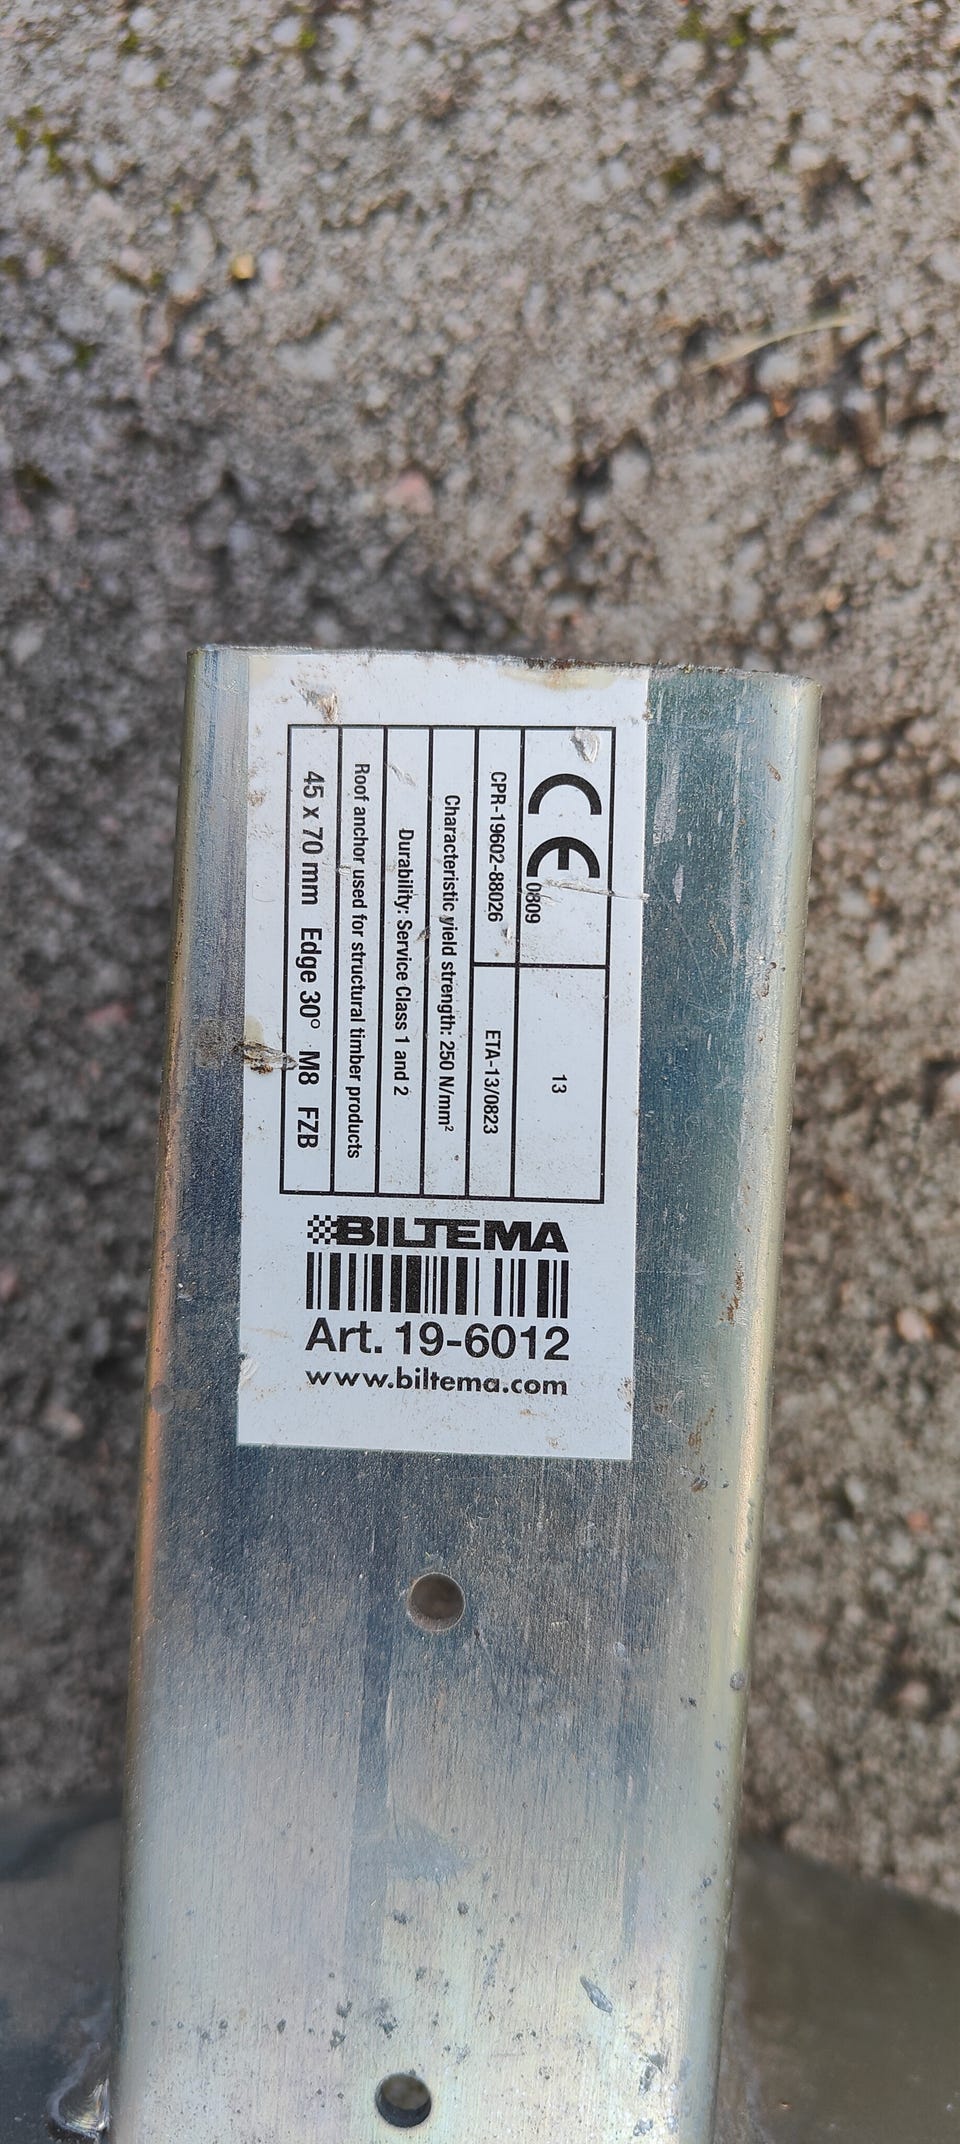 CE 0809
13
CPR-19602-88026
ETA-13/0823
Characteristic yield strength: 250 N/mm²
Durability: Service Class 1 and 2
Roof anchor used for structural timber products
45 x 70 mm Edge 30° M8 FZB
BILTEMA
Art. 19-6012
www.biltema.com